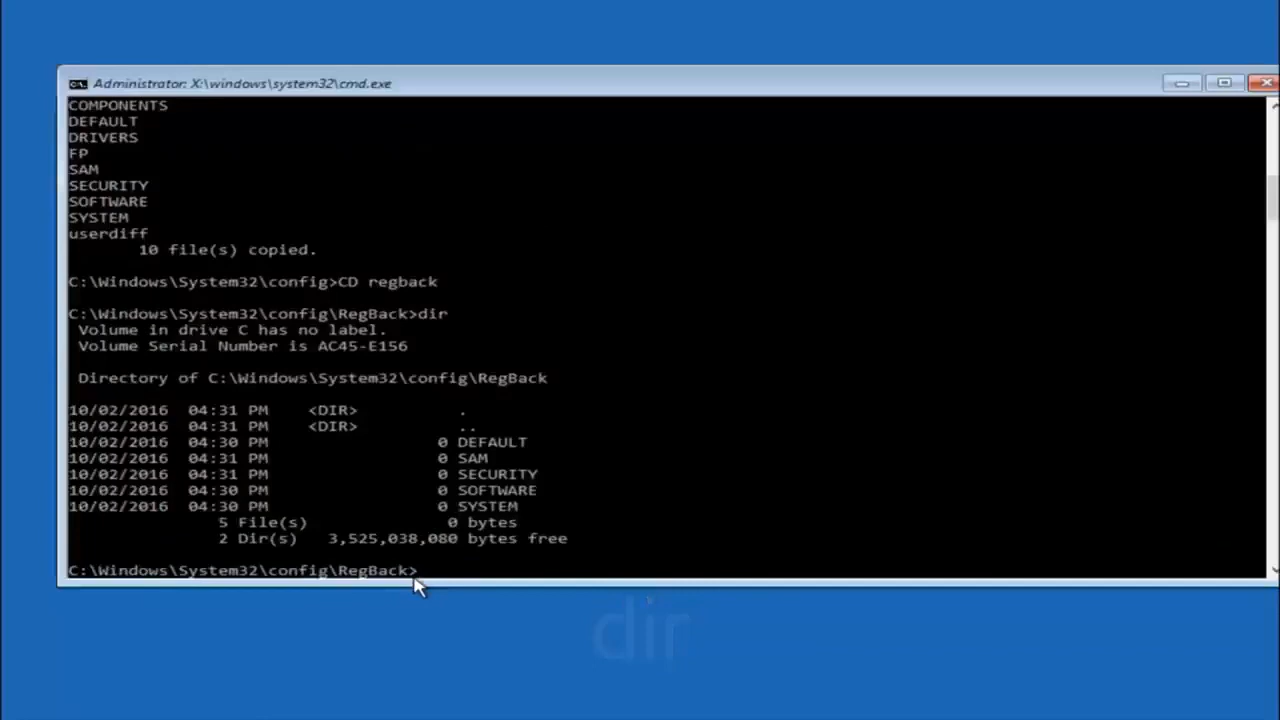 Administrator: X:\windows\system32\cmd.exe
COMPONENTS
DEFAULT
DRIVERS
FP
SAM
SECURITY
SOFTWARE
SYSTEM
userdiff
10 file(s) copied.
C:\Windows\System32\config>CD regback
C:\Windows\System32\config\RegBack>dir
Volume in drive C has no label.
Volume Serial Number is AC45-E156
Directory of C:\Windows\System32\config\RegBack
10/02/2016 04:31 PM <DIR> .
10/02/2016 04:31 PM <DIR> ..
10/02/2016 04:30 PM 0 DEFAULT
10/02/2016 04:31 PM 0 SAM
10/02/2016 04:31 PM 0 SECURITY
10/02/2016 04:30 PM 0 SOFTWARE
10/02/2016 04:30 PM 0 SYSTEM
5 File(s) 0 bytes
2 Dir(s) 3,525,038,080 bytes free
C:\Windows\System32\config\RegBack>
dir